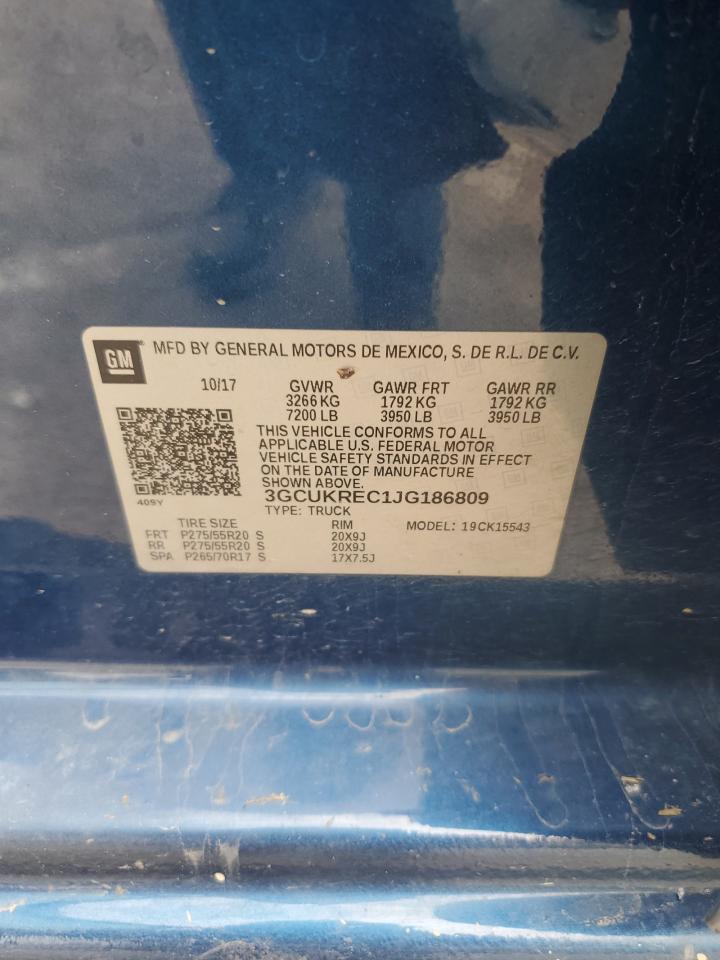 GM MFD BY GENERAL MOTORS DE MEXICO, S. DE R.L. DE C.V.
10/17 GVWR GAWR FRT GAWR RR
3266 KG 1792 KG 1792 KG
7200 LB 3950 LB 3950 LB
THIS VEHICLE CONFORMS TO ALL
APPLICABLE U.S. FEDERAL MOTOR
VEHICLE SAFETY STANDARDS IN EFFECT
ON THE DATE OF MANUFACTURE
SHOWN ABOVE.
409Y 3GCUKREC1JG186809
TYPE: TRUCK
TIRE SIZE RIM MODEL: 19CK15543
FRT P275/55R20 S 20X9J
RR P275/55R20 S 20X9J
SPA P265/70R17 S 17X7.5J